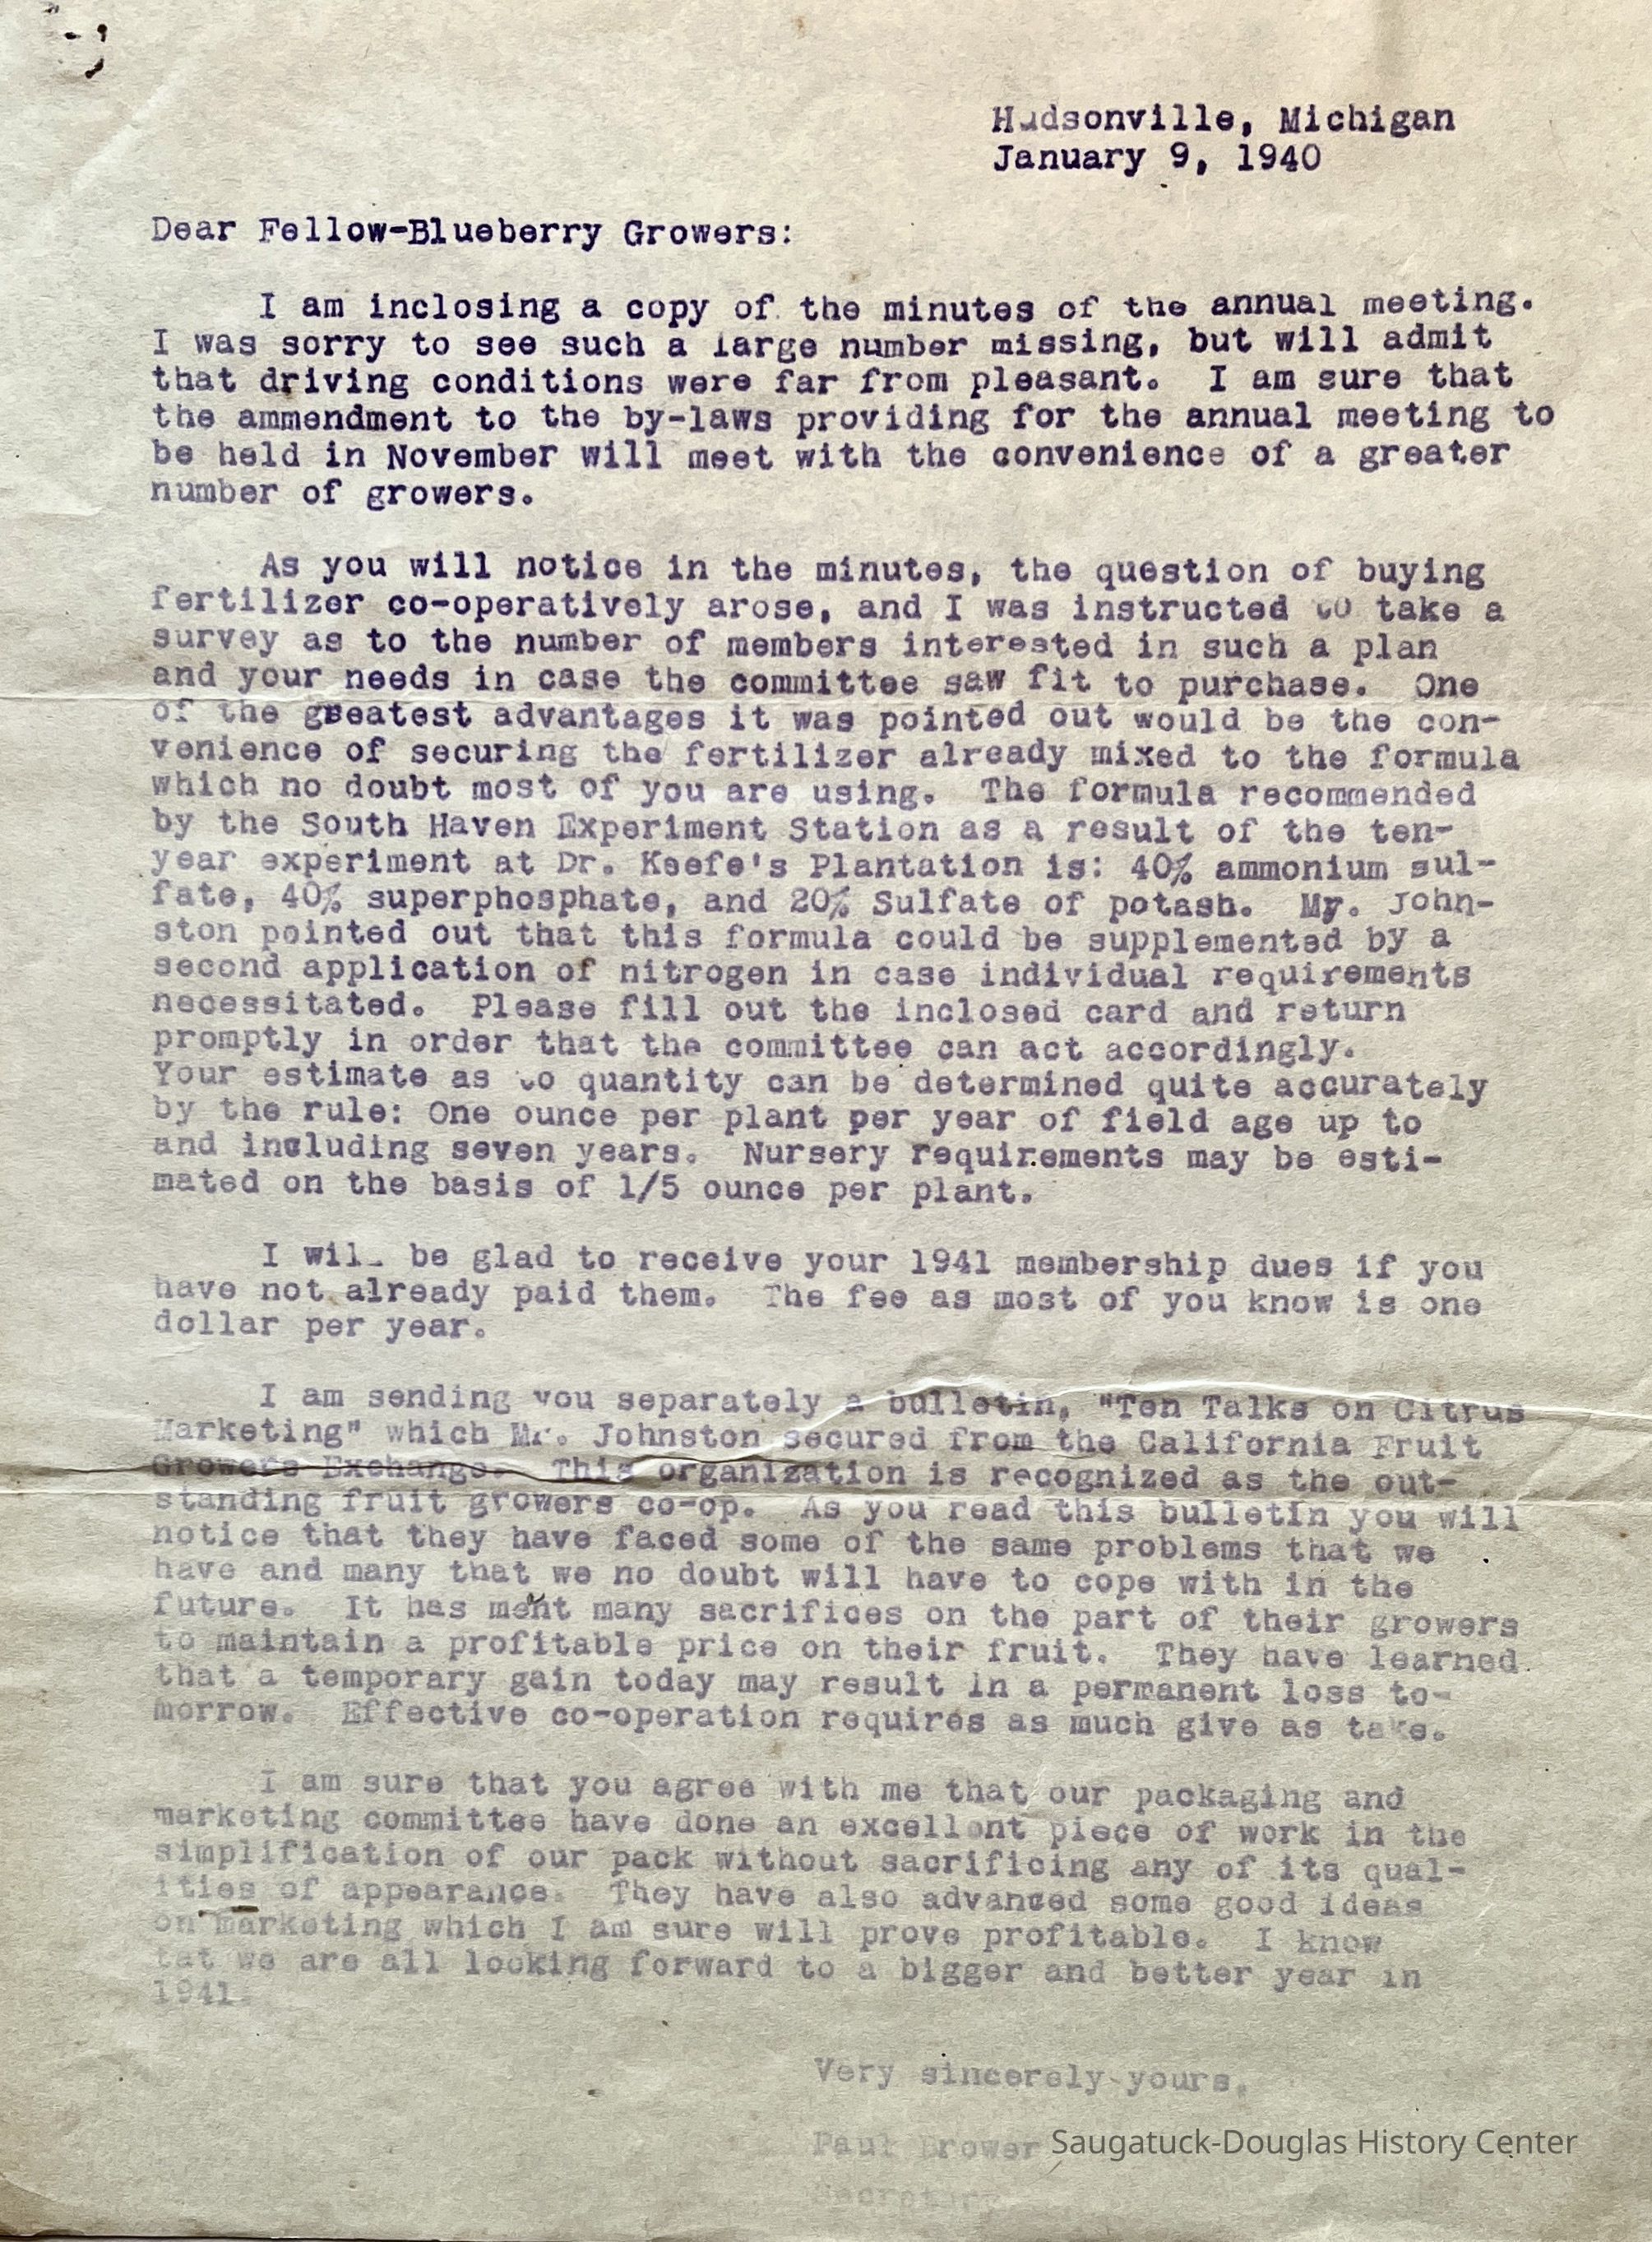 Hudsonville, Michigan
January 9, 1940
Dear Fellow-Blueberry Growers:
I am inclosing a copy of the minutes of the annual meeting.
I was sorry to see such a large number missing, but will admit
that driving conditions were far from pleasant. I am sure that
the ammendment to the by-laws providing for the annual meeting to
be held in November will meet with the convenience of a greater
number of growers.
As you will notice in the minutes, the question of buying
fertilizer co-operatively arose, and I was instructed to take a
survey as to the number of members interested in such a plan
and your needs in case the committee saw fit to purchase. One
of the greatest advantages it was pointed out would be the con-
venience of securing the fertilizer already mixed to the formula
which no doubt most of you are using. The formula recommended
by the South Haven Experiment Station as a result of the ten-
year experiment at Dr. Keefe's Plantation is: 40% ammonium sul-
fate, 40% superphosphate, and 20% Sulfate of potash. Mr. John-
ston pointed out that this formula could be supplemented by a
second application of nitrogen in case individual requirements
necessitated. Please fill out the inclosed card and return
promptly in order that the committee can act accordingly.
Your estimate as to quantity can be determined quite accurately
by the rule: One ounce per plant per year of field age up to
and including seven years. Nursery requirements may be esti-
mated on the basis of 1/5 ounce per plant.
I will be glad to receive your 1941 membership dues if you
have not already paid them. The fee as most of you know is one
dollar per year.
I am sending you separately a bulletin, "Ten Talks on Citrus
Marketing" which Mr. Johnston secured from the California Fruit
Growers Exchange. This organization is recognized as the out-
standing fruit growers co-op. As you read this bulletin you will
notice that they have faced some of the same problems that we
have and many that we no doubt will have to cope with in the
future. It has meant many sacrifices on the part of their growers
to maintain a profitable price on their fruit. They have learned
that a temporary gain today may result in a permanent loss to-
morrow. Effective co-operation requires as much give as take.
I am sure that you agree with me that our packaging and
marketing committee have done an excellent piece of work in the
simplification of our pack without sacrificing any of its qual-
ities of appearance. They have also advanced some good ideas
on marketing which I am sure will prove profitable. I know
tat we are all looking forward to a bigger and better year in
1941.
Very sincerely yours,
Paul Brower
Secretary
Saugatuck-Douglas History Center